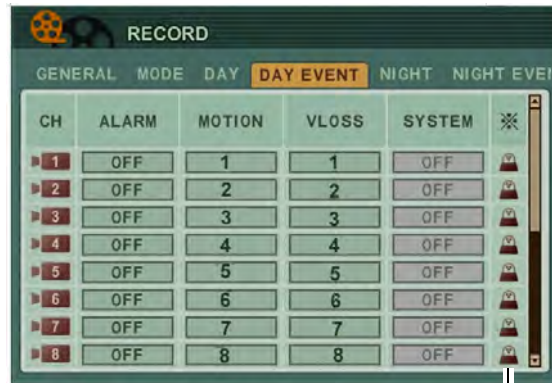 RECORD
GENERAL MODE DAY DAY EVENT NIGHT NIGHT EVE
CH ALARM MOTION VLOSS SYSTEM ※
1 OFF 1 1 OFF
2 OFF 2 2 OFF
3 OFF 3 3 OFF
4 OFF 4 4 OFF
5 OFF 5 5 OFF
6 OFF 6 6 OFF
7 OFF 7 7 OFF
8 OFF 8 8 OFF